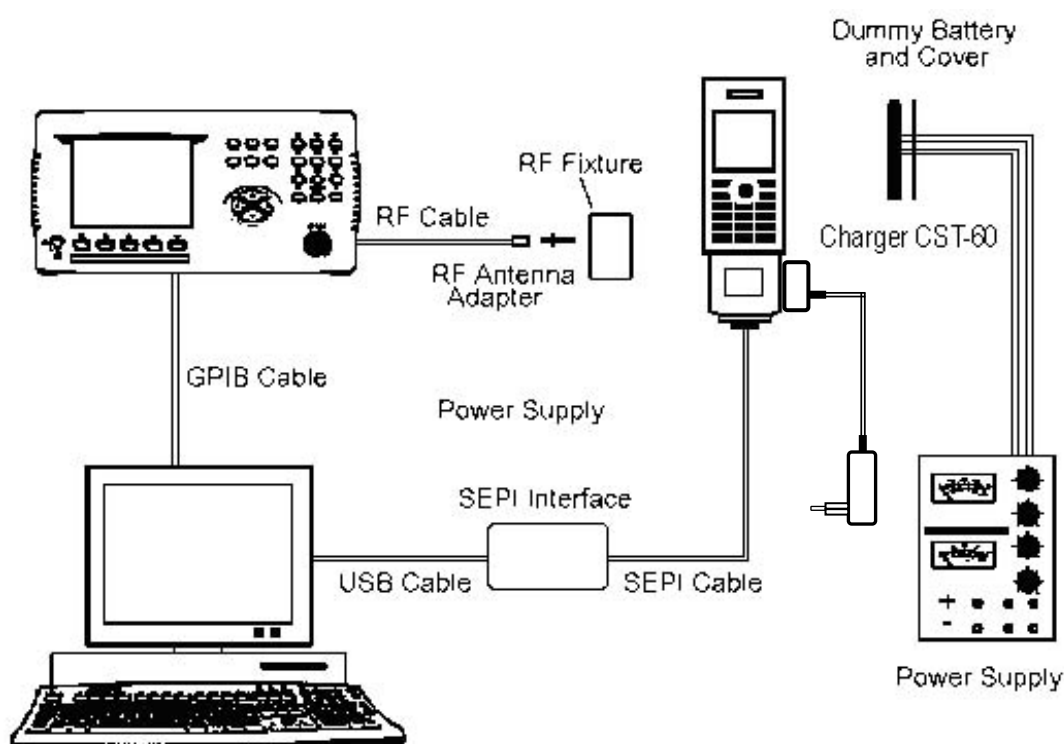 Dummy Battery
and Cover
RF Fixture
RF Cable
Charger CST-60
RF Antenna
Adapter
GPIB Cable
Power Supply
SEPI Interface
USB Cable
SEPI Cable
+
-
Power Supply